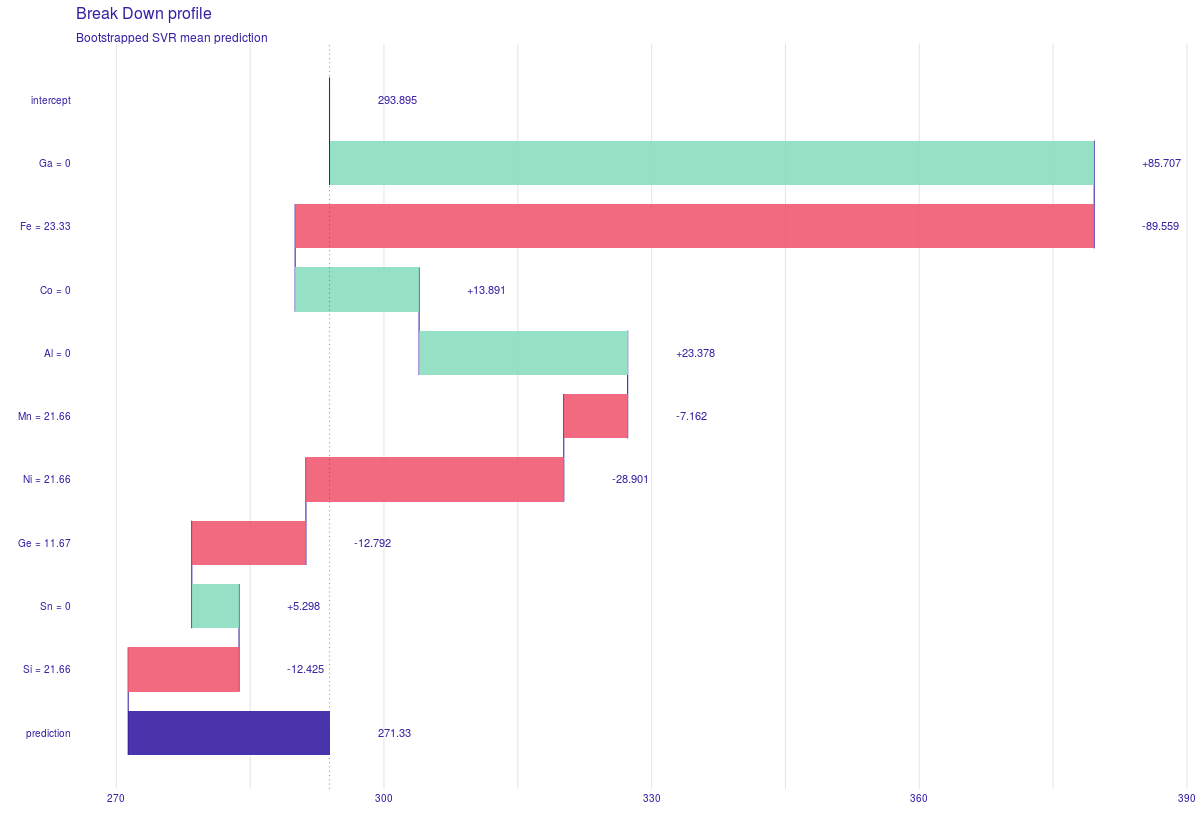 Break Down profile
Bootstrapped SVR mean prediction
intercept 293.895
Ga = 0 +85.707
Fe = 23.33 -89.559
Co = 0 +13.891
Al = 0 +23.378
Mn = 21.66 -7.162
Ni = 21.66 -28.901
Ge = 11.67 -12.792
Sn = 0 +5.298
Si = 21.66 -12.425
prediction 271.33
270 300 330 360 390